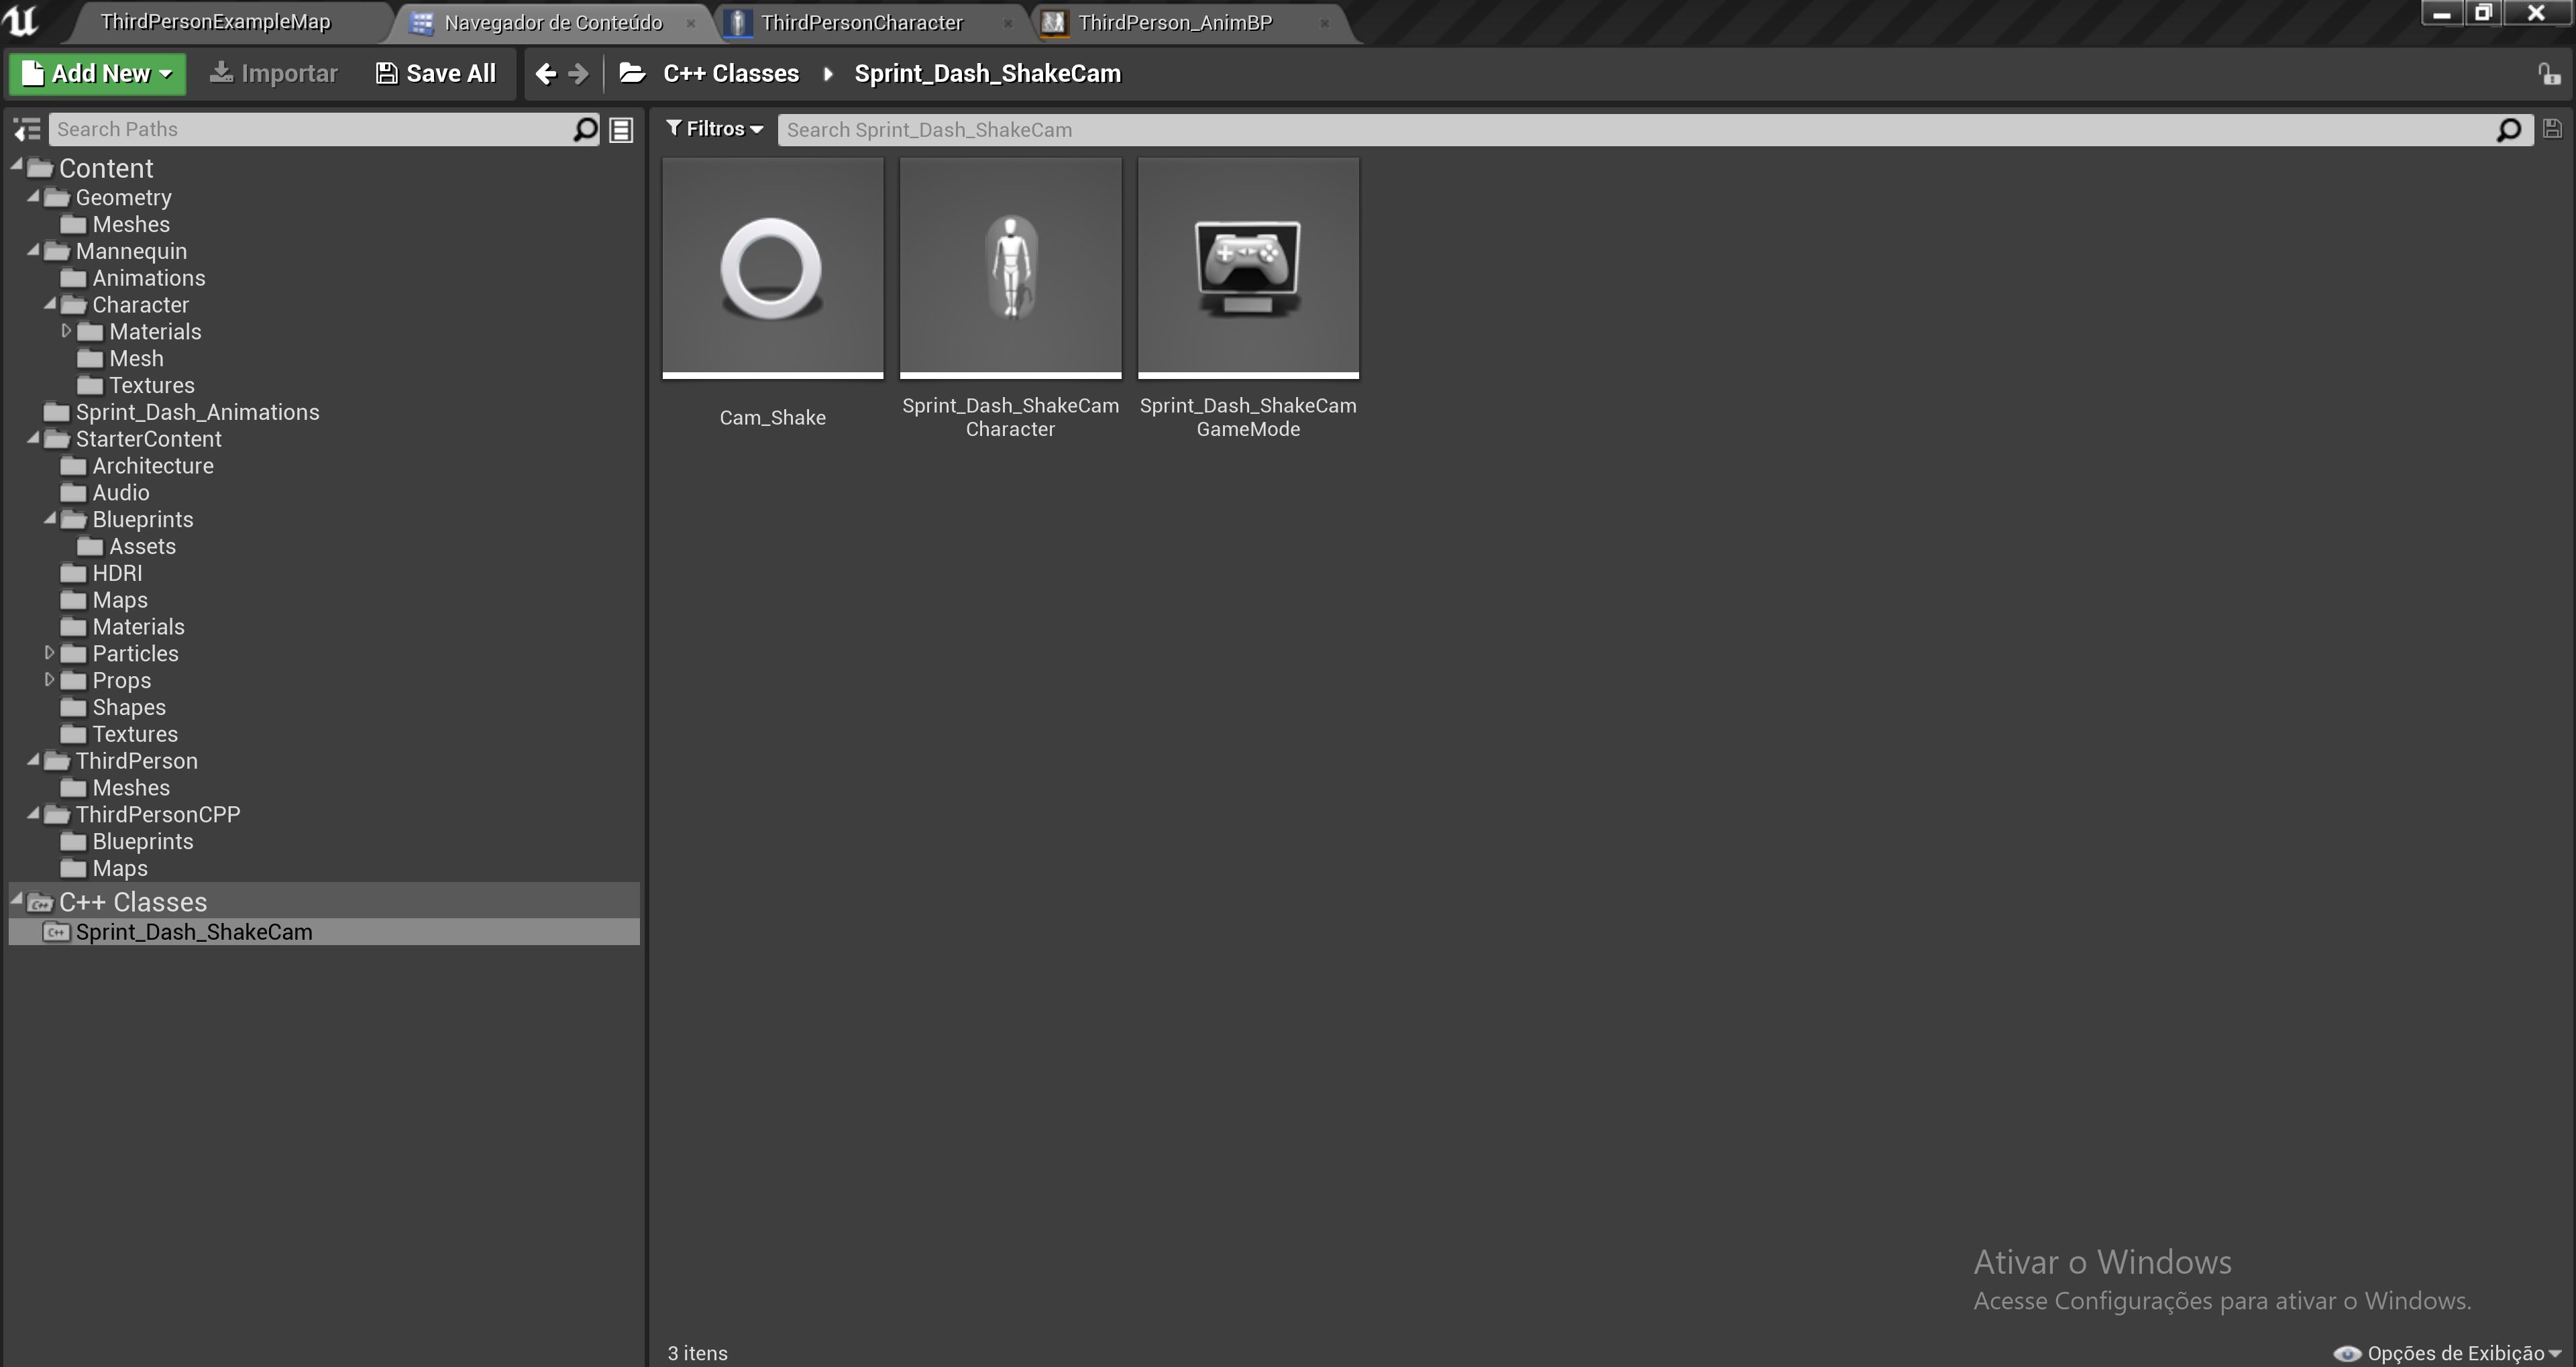 ThirdPersonExampleMap
Navegador de Conteúdo
ThirdPersonCharacter
ThirdPerson_AnimBP
Add New
Importar
Save All
C++ Classes
Sprint_Dash_ShakeCam
Search Paths
Filtros
Search Sprint_Dash_ShakeCam
Content
Geometry
Meshes
Mannequin
Animations
Character
Materials
Mesh
Textures
Sprint_Dash_Animations
StarterContent
Architecture
Audio
Blueprints
Assets
HDRI
Maps
Materials
Particles
Props
Shapes
Textures
ThirdPerson
Meshes
ThirdPersonCPP
Blueprints
Maps
C++ Classes
C++ Sprint_Dash_ShakeCam
Cam_Shake
Sprint_Dash_ShakeCam
Character
Sprint_Dash_ShakeCam
GameMode
Ativar o Windows
Acesse Configurações para ativar o Windows.
3 itens
Opções de Exibição